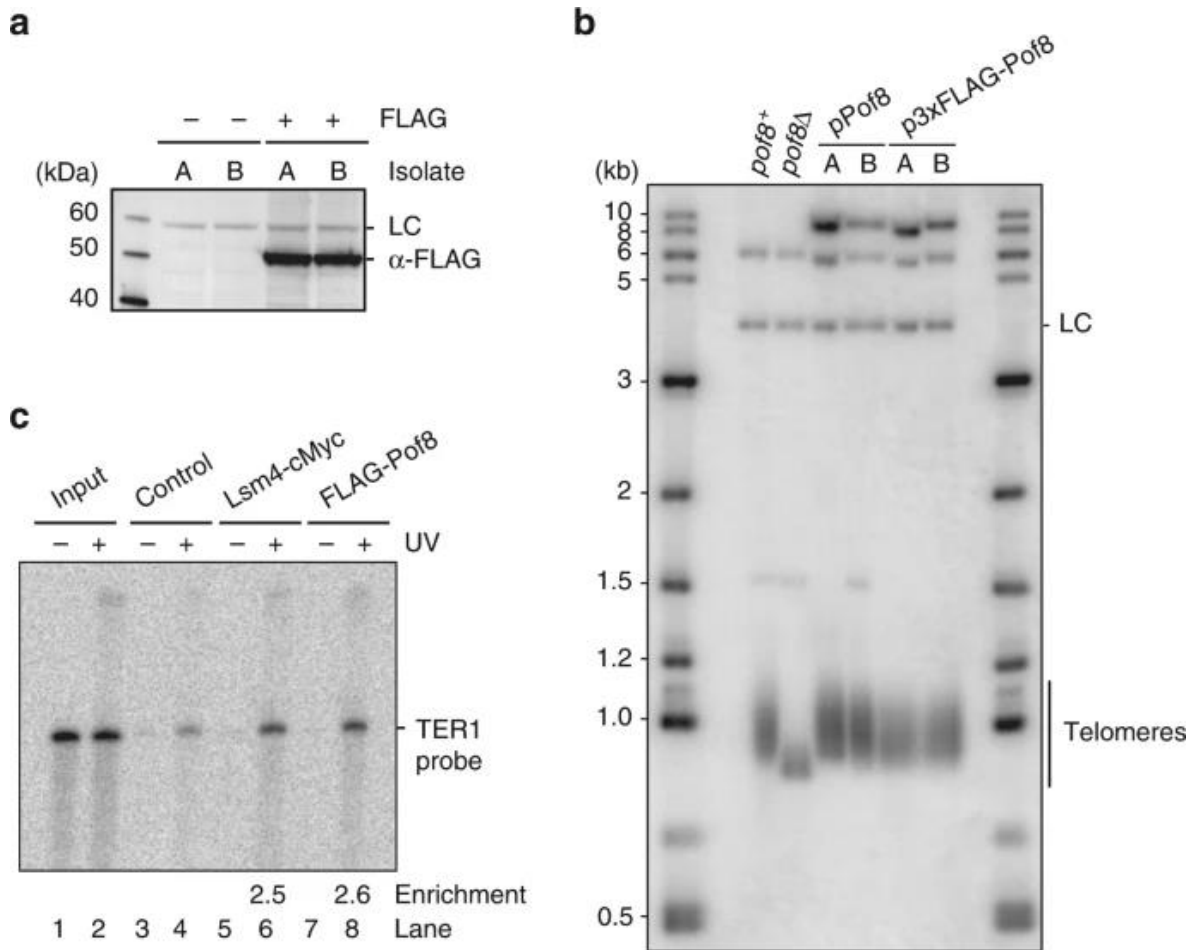 a
− − + + FLAG
(kDa) A B A B Isolate
60
LC
50
α-FLAG
40
b
pof8+ pof8Δ pPof8 p3xFLAG-Pof8
(kb) A B A B
10
8
6
5
LC
3
2
1.5
1.2
1.0
Telomeres
0.5
c
Input Control Lsm4-cMyc FLAG-Pof8
− + − + − + − + UV
TER1
probe
2.5 2.6 Enrichment
1 2 3 4 5 6 7 8 Lane